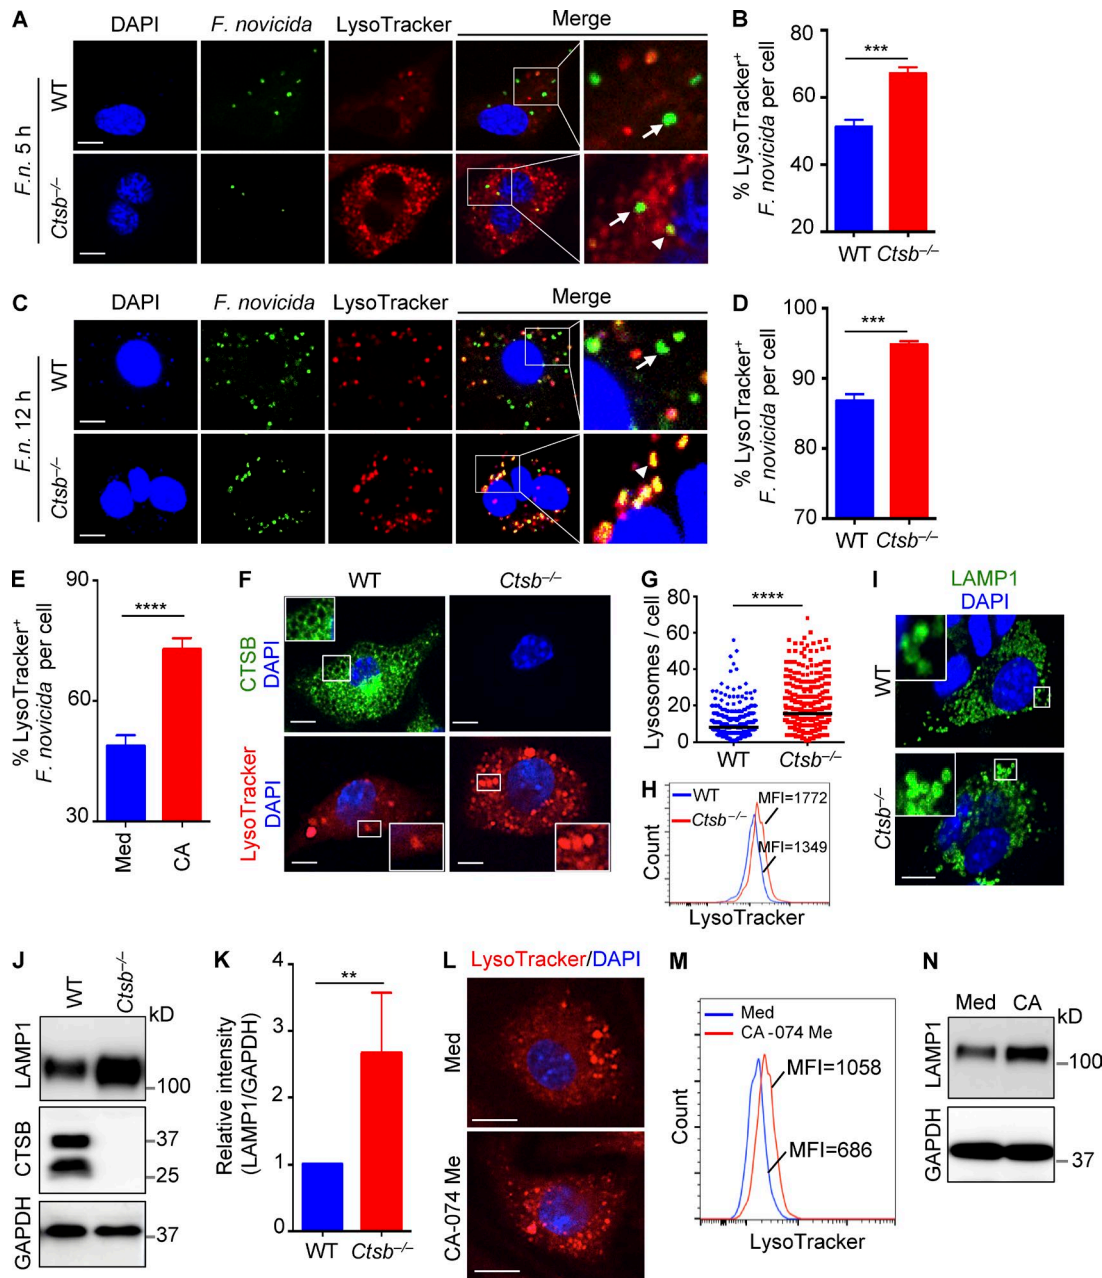 A
DAPI
F. novicida
LysoTracker
Merge
F.n. 5 h
WT
Ctsb–/–
B
80
60
40
20
% LysoTracker+
F. novicida per cell
***
WT
Ctsb–/–
C
DAPI
F. novicida
LysoTracker
Merge
F.n. 12 h
WT
Ctsb–/–
D
100
90
80
70
% LysoTracker+
F. novicida per cell
***
WT
Ctsb–/–
E
90
60
30
% LysoTracker+
F. novicida per cell
****
Med
CA
F
WT
Ctsb–/–
CTSB
DAPI
LysoTracker
DAPI
G
80
60
40
20
0
Lysosomes / cell
****
WT
Ctsb–/–
H
WT
Ctsb–/–
MFI=1772
MFI=1349
Count
LysoTracker
I
LAMP1
DAPI
WT
Ctsb–/–
J
WT
Ctsb–/–
kD
LAMP1
100
CTSB
37
25
GAPDH
37
K
4
3
2
1
0
Relative intensity
(LAMP1/GAPDH)
**
WT
Ctsb–/–
L
LysoTracker/DAPI
Med
CA-074 Me
M
Med
CA-074 Me
MFI=1058
MFI=686
Count
LysoTracker
N
Med
CA
kD
LAMP1
100
GAPDH
37